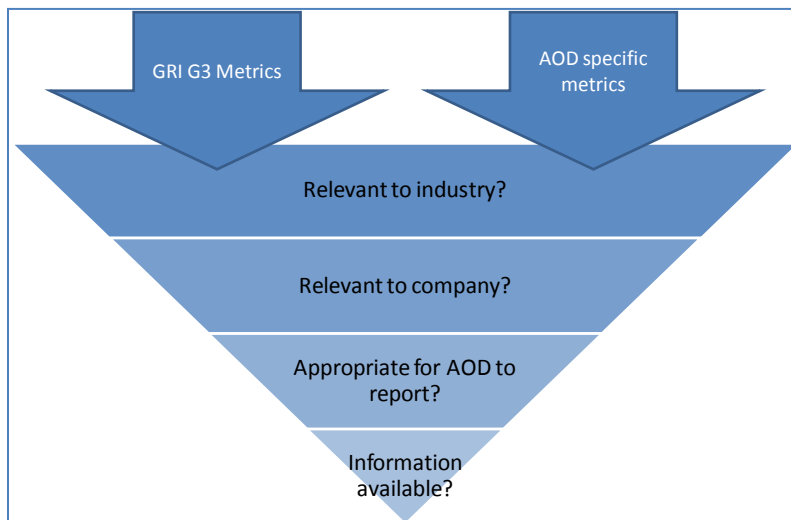 GRI G3 Metrics
AOD specific
metrics
Relevant to industry?
Relevant to company?
Appropriate for AOD to
report?
Information
available?